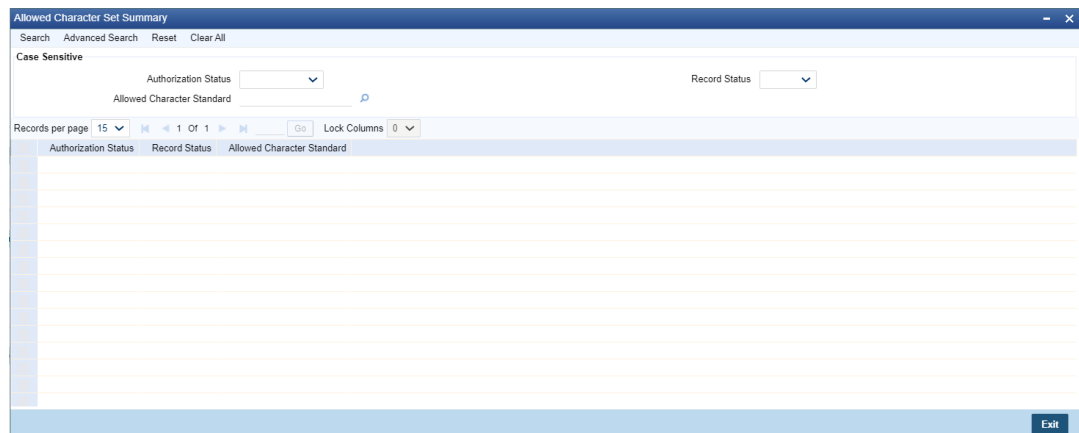 Allowed Character Set Summary
Search Advanced Search Reset Clear All
Case Sensitive
Authorization Status Record Status
Allowed Character Standard
Records per page 15 1 Of 1 Go Lock Columns 0
Authorization Status Record Status Allowed Character Standard
Exit